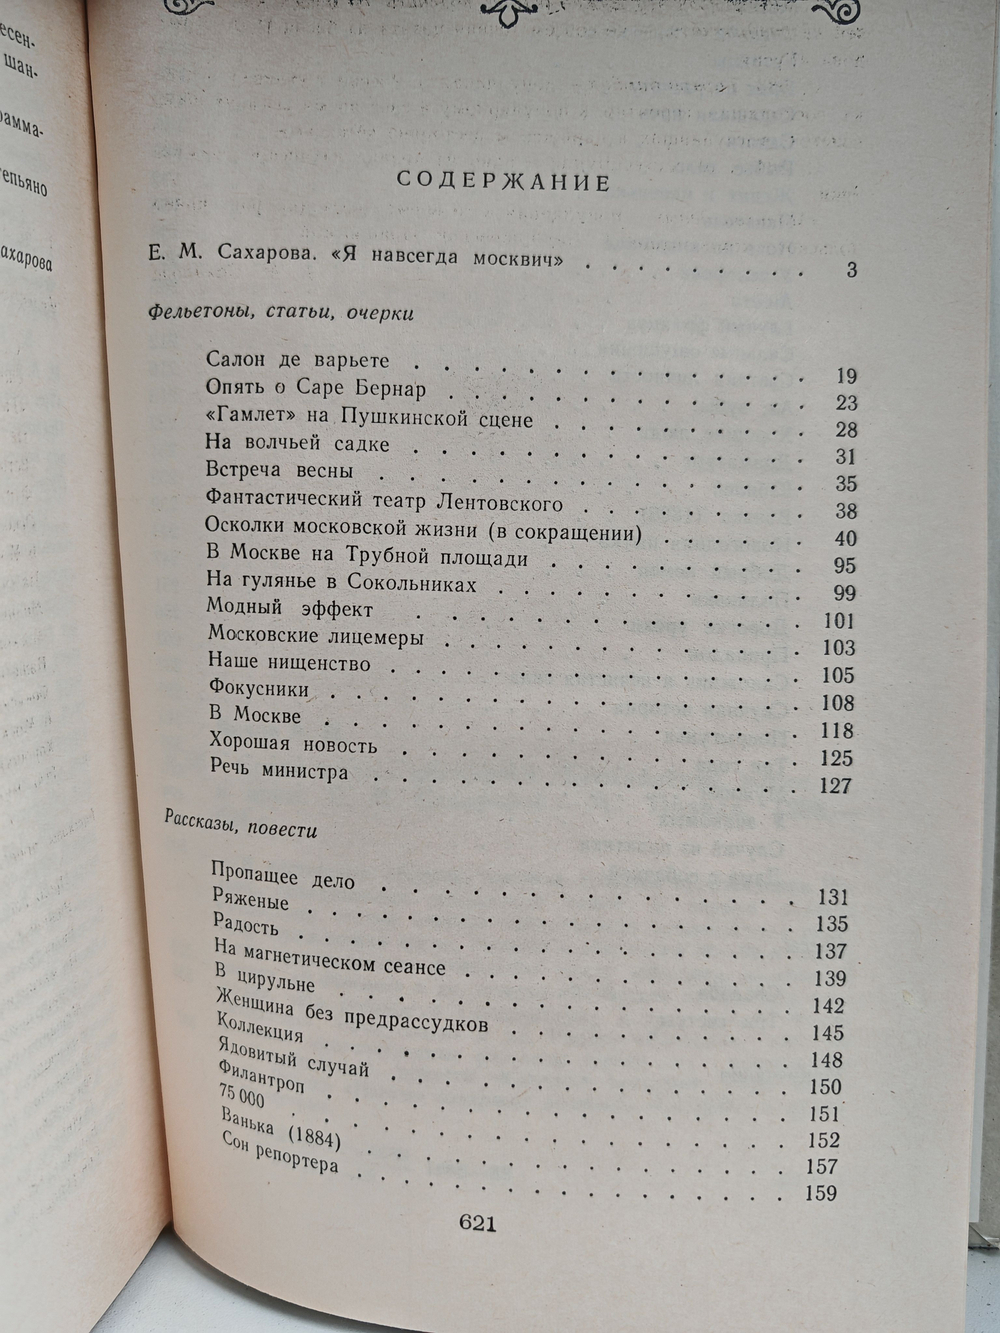 есен-
шан-
рамма-
епьяно
ахарова
СОДЕРЖАНИЕ
Е. М. Сахарова. «Я навсегда москвич» . . . . . . . . . 3
Фельетоны, статьи, очерки
Салон де варьете . . . . . . . . . . . . . . 19
Опять о Саре Бернар . . . . . . . . . . . . . 23
«Гамлет» на Пушкинской сцене . . . . . . . . . 28
На волчьей садке . . . . . . . . . . . . . . 31
Встреча весны . . . . . . . . . . . . . . . 35
Фантастический театр Лентовского . . . . . . . . 38
Осколки московской жизни (в сокращении) . . . . . . 40
В Москве на Трубной площади . . . . . . . . . 95
На гулянье в Сокольниках . . . . . . . . . . . 99
Модный эффект . . . . . . . . . . . . . . 101
Московские лицемеры . . . . . . . . . . . . . 103
Наше нищенство . . . . . . . . . . . . . . 105
Фокусники . . . . . . . . . . . . . . . . 108
В Москве . . . . . . . . . . . . . . . . 118
Хорошая новость . . . . . . . . . . . . . . 125
Речь министра . . . . . . . . . . . . . . . 127
Рассказы, повести
Пропащее дело . . . . . . . . . . . . . . 131
Ряженые . . . . . . . . . . . . . . . . 135
Радость . . . . . . . . . . . . . . . . 137
На магнетическом сеансе . . . . . . . . . . . 139
В цирульне . . . . . . . . . . . . . . . 142
Женщина без предрассудков . . . . . . . . . . 145
Коллекция . . . . . . . . . . . . . . . . 148
Ядовитый случай . . . . . . . . . . . . . . 150
Филантроп . . . . . . . . . . . . . . . . 151
75 000 . . . . . . . . . . . . . . . . . 152
Ванька (1884) . . . . . . . . . . . . . . . 157
Сон репортера . . . . . . . . . . . . . . . 159
621